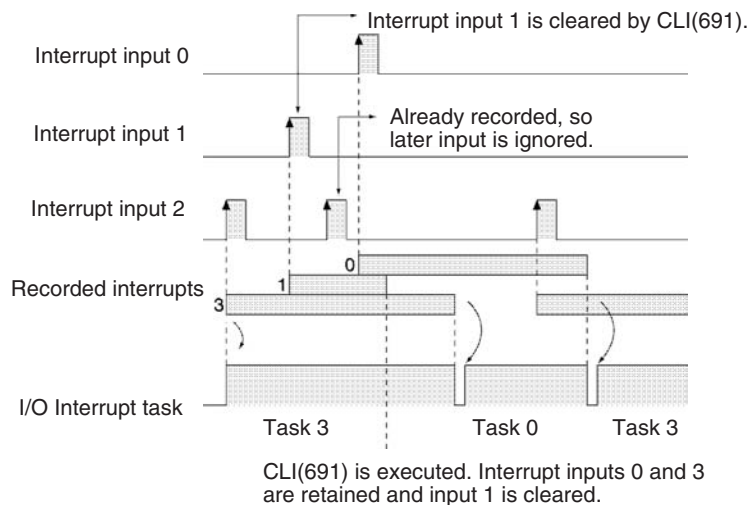 Interrupt input 1 is cleared by CLI(691).
Interrupt input 0
Already recorded, so
later input is ignored.
Interrupt input 1
Interrupt input 2
0
Recorded interrupts
1
3
I/O Interrupt task
Task 3
Task 0
Task 3
CLI(691) is executed. Interrupt inputs 0 and 3
are retained and input 1 is cleared.